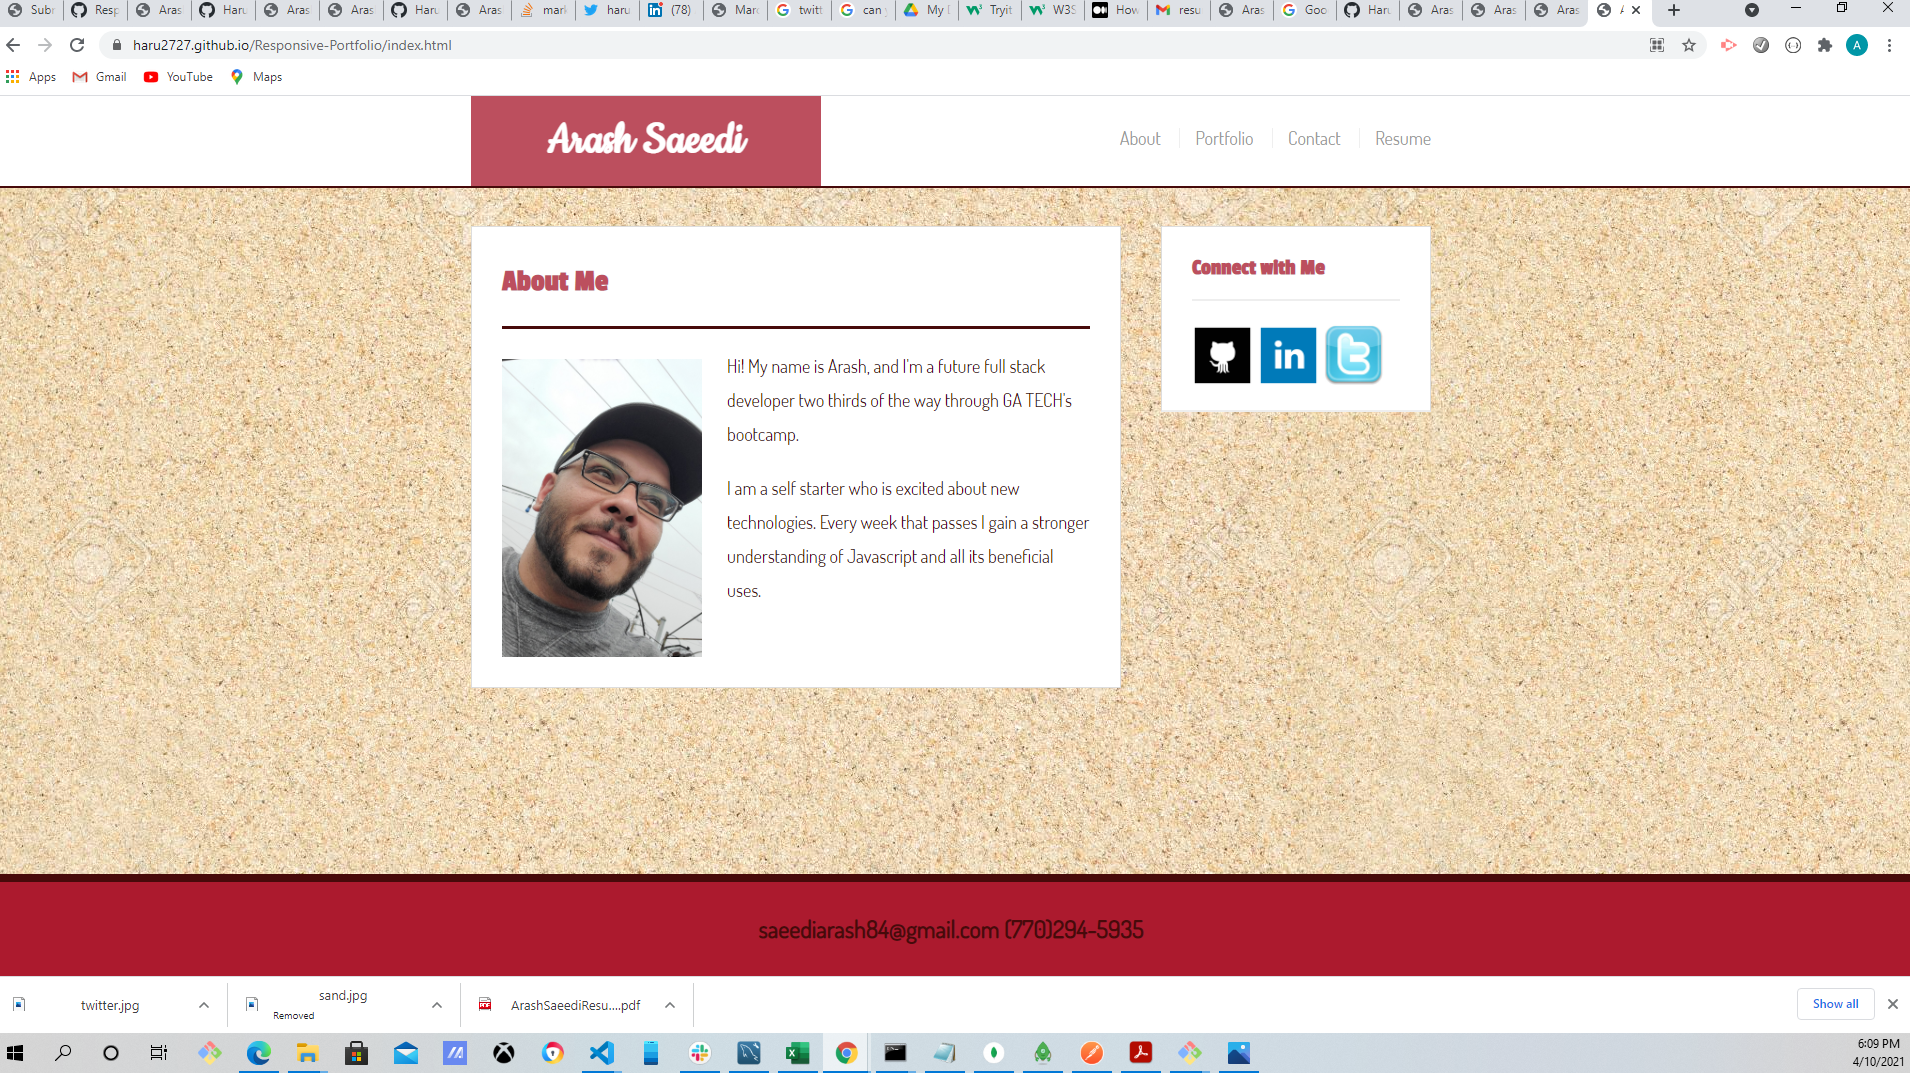 Subr
Resp
Aras
Haru
Aras
Aras
Haru
Aras
mark
haru
(78)
Marc
twitt
can y
My D
Tryit
W3S
How
resu
Aras
Goo
Haru
Aras
Aras
Aras
haru2727.github.io/Responsive-Portfolio/index.html
A
Apps
Gmail
YouTube
Maps
Arash Saeedi
About
Portfolio
Contact
Resume
About Me
Hi! My name is Arash, and I'm a future full stack
developer two thirds of the way through GA TECH's
bootcamp.
I am a self starter who is excited about new
technologies. Every week that passes I gain a stronger
understanding of Javascript and all its beneficial
uses.
Connect with Me
in
saeediarash84@gmail.com (770)294-5935
twitter.jpg
sand.jpg
Removed
ArashSaeediResu....pdf
Show all
6:09 PM
4/10/2021